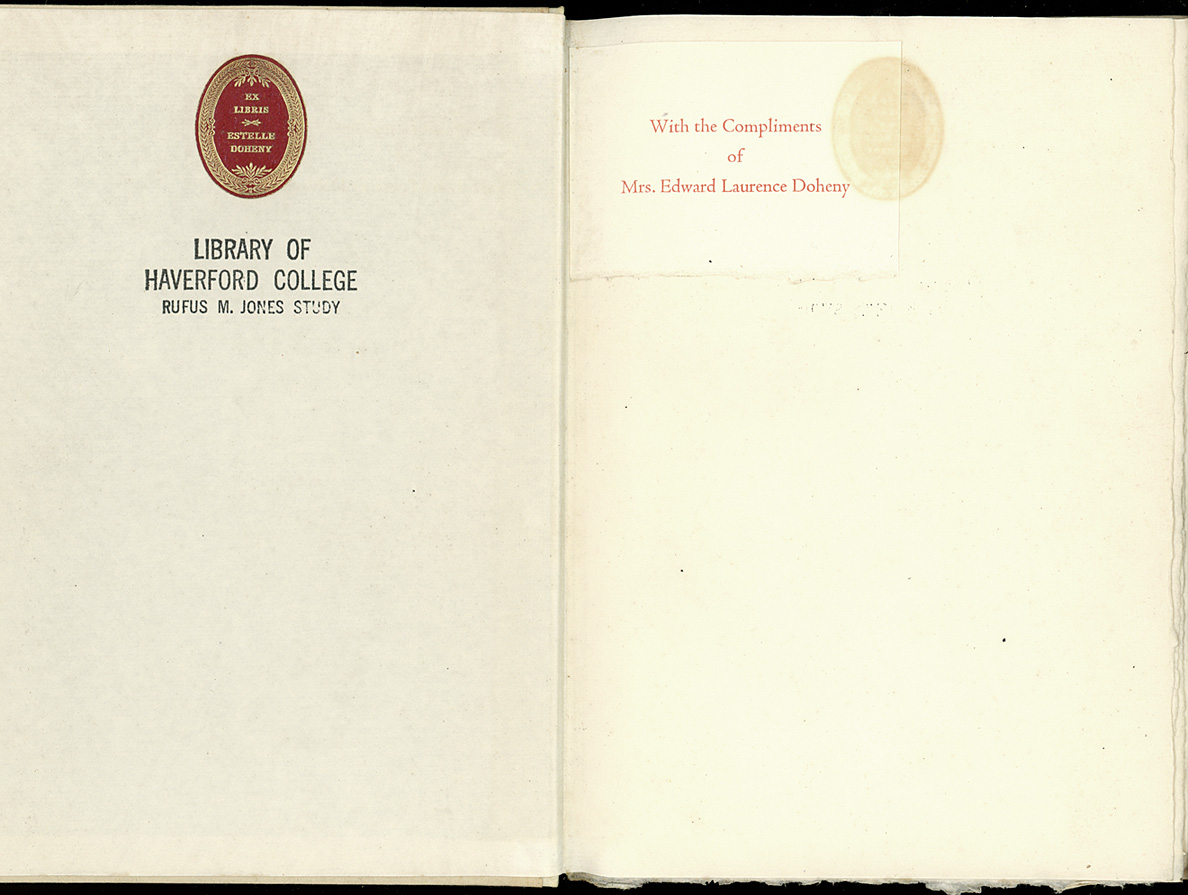 EX
LIBRIS
ESTELLE
DOHENY
LIBRARY OF
HAVERFORD COLLEGE
RUFUS M. JONES STUDY
With the Compliments
of
Mrs. Edward Laurence Doheny